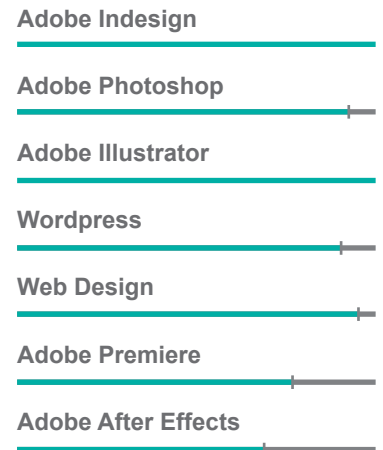 Adobe Indesign
Adobe Photoshop
Adobe Illustrator
Wordpress
Web Design
Adobe Premiere
Adobe After Effects